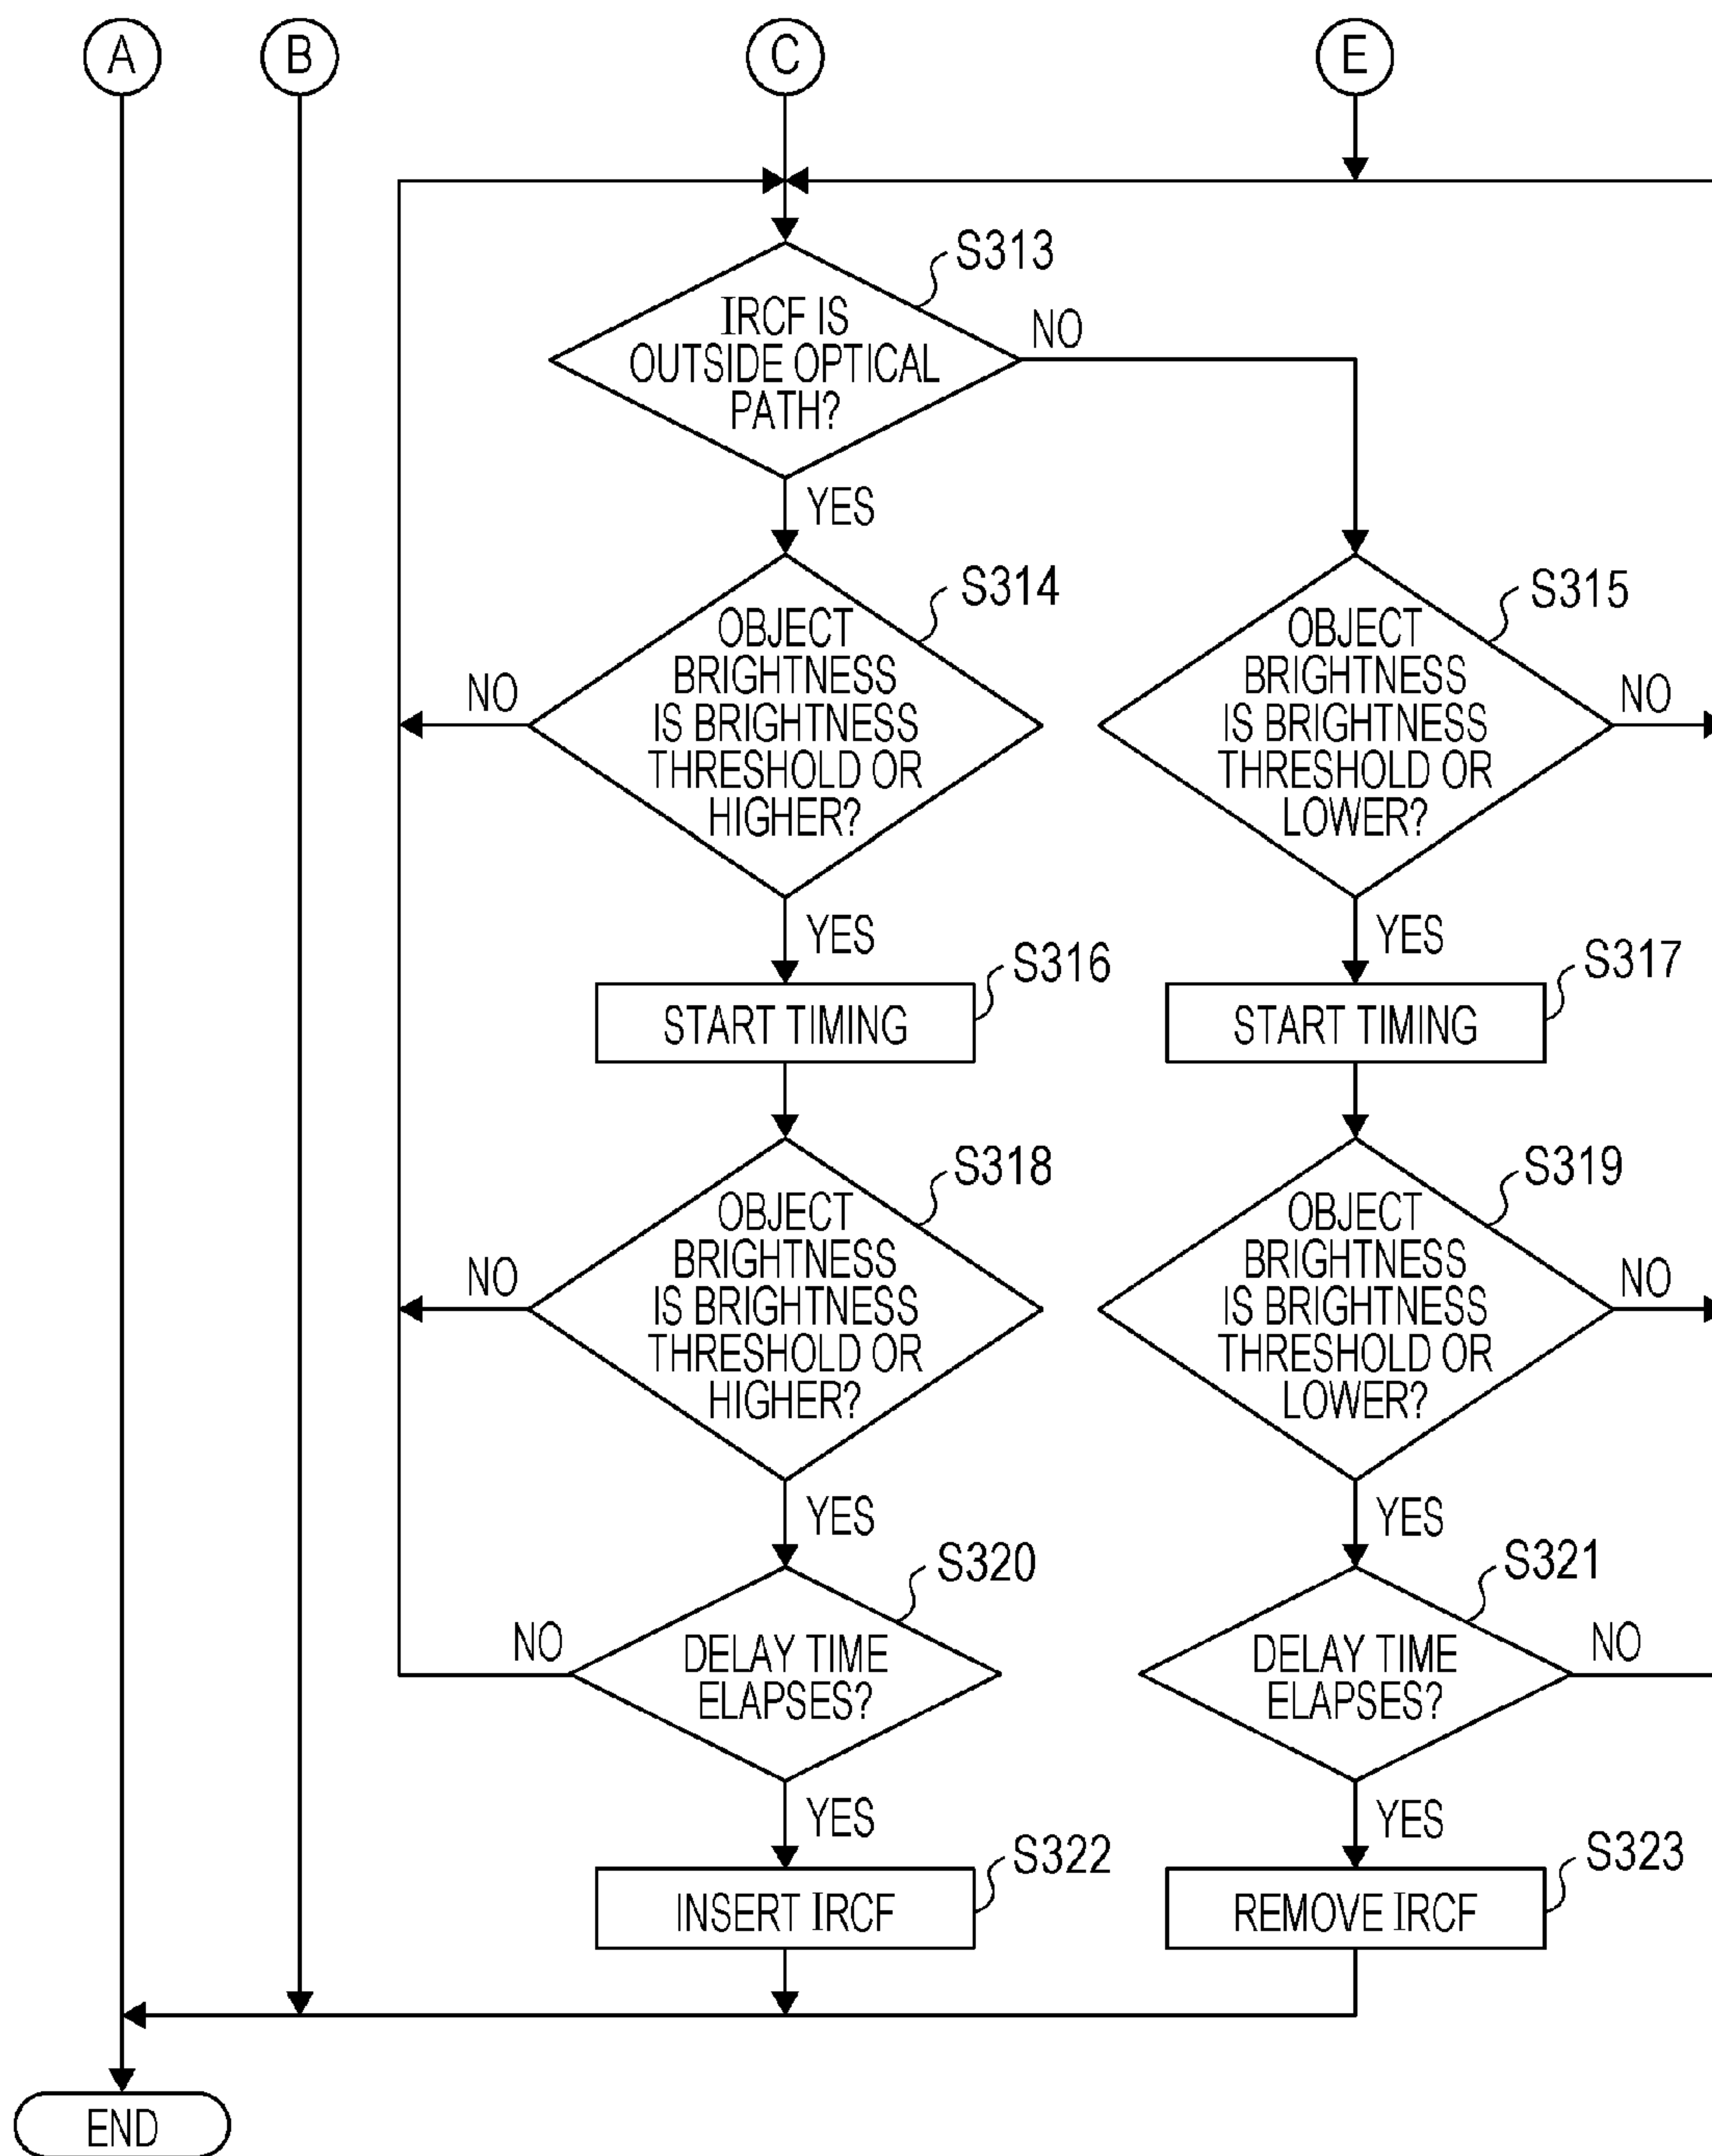 A
B
C
E
S313
IRCF IS
OUTSIDE OPTICAL
PATH?
NO
YES
S314
OBJECT
BRIGHTNESS
IS BRIGHTNESS
THRESHOLD OR
HIGHER?
NO
YES
S315
OBJECT
BRIGHTNESS
IS BRIGHTNESS
THRESHOLD OR
LOWER?
NO
YES
S316
START TIMING
S317
START TIMING
S318
OBJECT
BRIGHTNESS
IS BRIGHTNESS
THRESHOLD OR
HIGHER?
NO
YES
S319
OBJECT
BRIGHTNESS
IS BRIGHTNESS
THRESHOLD OR
LOWER?
NO
YES
S320
DELAY TIME
ELAPSES?
NO
YES
S321
DELAY TIME
ELAPSES?
NO
YES
S322
INSERT IRCF
S323
REMOVE IRCF
END